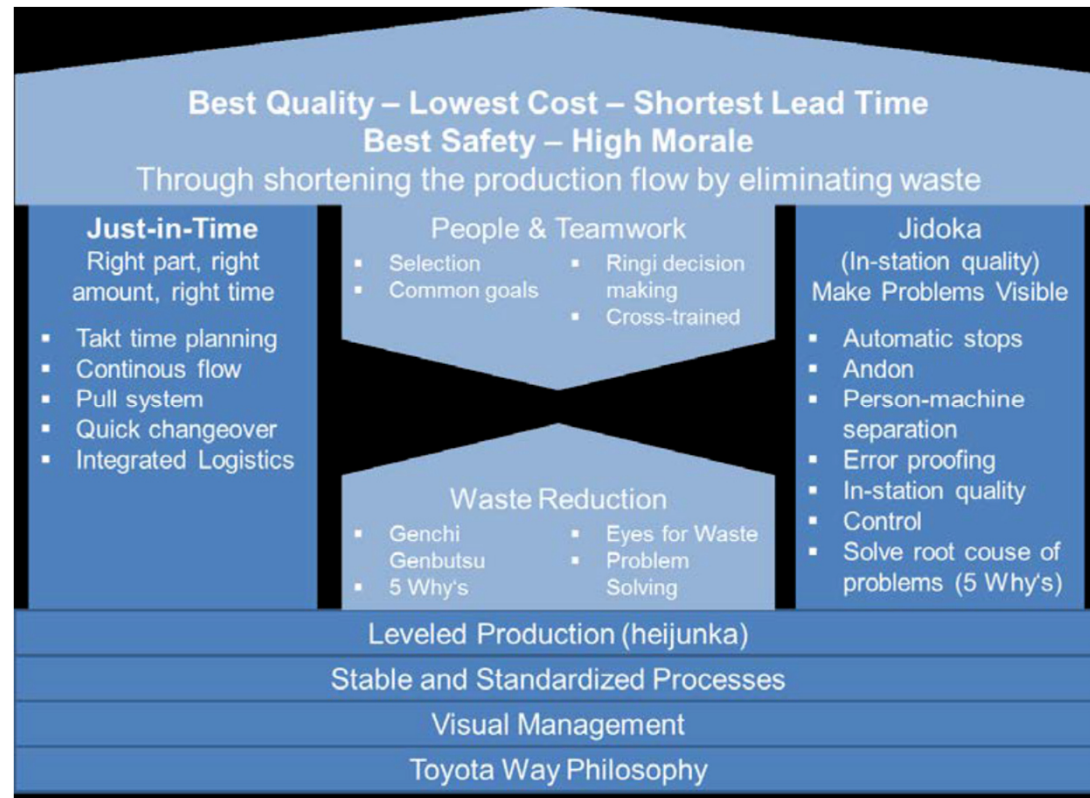 Best Quality – Lowest Cost – Shortest Lead Time
Best Safety – High Morale
Through shortening the production flow by eliminating waste
Just-in-Time
Right part, right
amount, right time
▪ Takt time planning
▪ Continous flow
▪ Pull system
▪ Quick changeover
▪ Integrated Logistics
People & Teamwork
▪ Selection
▪ Common goals
▪ Ringi decision
making
▪ Cross-trained
Waste Reduction
▪ Genchi
Genbutsu
▪ 5 Why‘s
▪ Eyes for Waste
▪ Problem
Solving
Jidoka
(In-station quality)
Make Problems Visible
▪ Automatic stops
▪ Andon
▪ Person-machine
separation
▪ Error proofing
▪ In-station quality
▪ Control
▪ Solve root couse of
problems (5 Why‘s)
Leveled Production (heijunka)
Stable and Standardized Processes
Visual Management
Toyota Way Philosophy